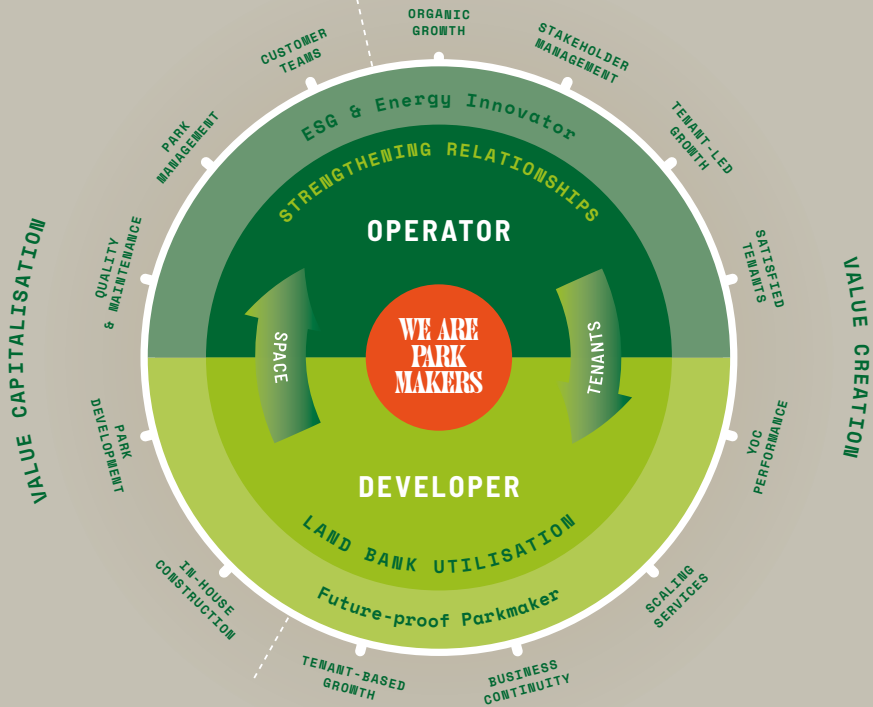 ORGANIC
GROWTH
STAKEHOLDER
MANAGEMENT
TENANT-LED
GROWTH
SATISFIED
TENANTS
YOC
PERFORMANCE
SCALING
SERVICES
BUSINESS
CONTINUITY
TENANT-BASED
GROWTH
IN-HOUSE
CONSTRUCTION
PARK
DEVELOPMENT
QUALITY
& MAINTENANCE
PARK
MANAGEMENT
CUSTOMER
TEAMS
VALUE CAPITALISATION
VALUE CREATION
ESG & Energy Innovator
STRENGTHENING RELATIONSHIPS
OPERATOR
SPACE
WE ARE
PARK
MAKERS
TENANTS
DEVELOPER
LAND BANK UTILISATION
Future-proof Parkmaker